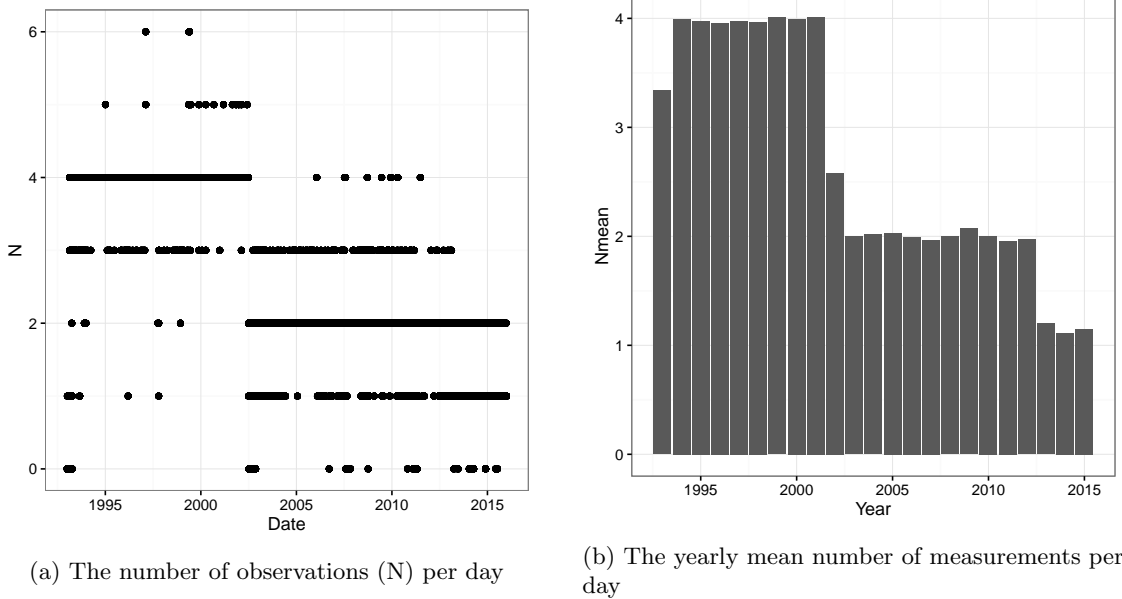 6
4
2
0
N
1995
2000
2005
2010
2015
Date
(a) The number of observations (N) per day
4
3
2
1
0
Nmean
1995
2000
2005
2010
2015
Year
(b) The yearly mean number of measurements per
day